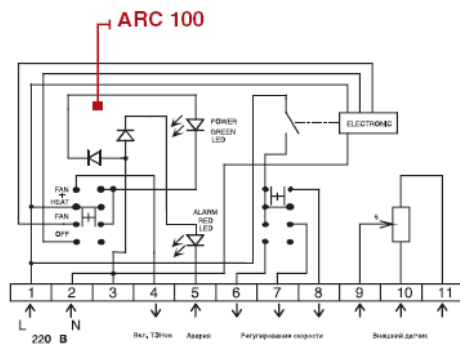 ARC 100
POWER
GREEN
LED
ELECTRONIC
FAN
+
HEAT
FAN
OFF
ALARM
RED
LED
1 2 3 4 5 6 7 8 9 10 11
L N
220 В
Вкл. ТЭНов Авария Регулирование скорости Внешний датчик